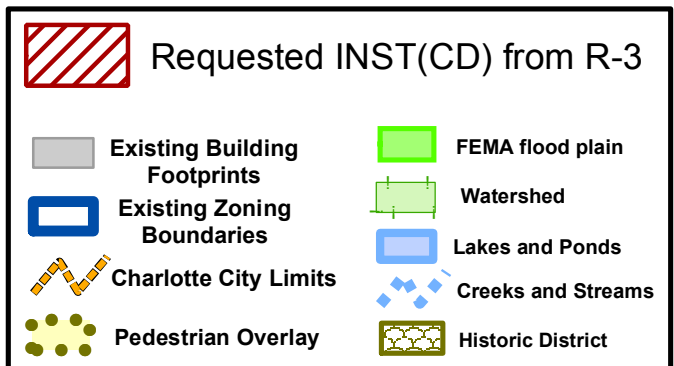 Requested INST(CD) from R-3
Existing Building
Footprints
Existing Zoning
Boundaries
Charlotte City Limits
Pedestrian Overlay
FEMA flood plain
Watershed
Lakes and Ponds
Creeks and Streams
Historic District